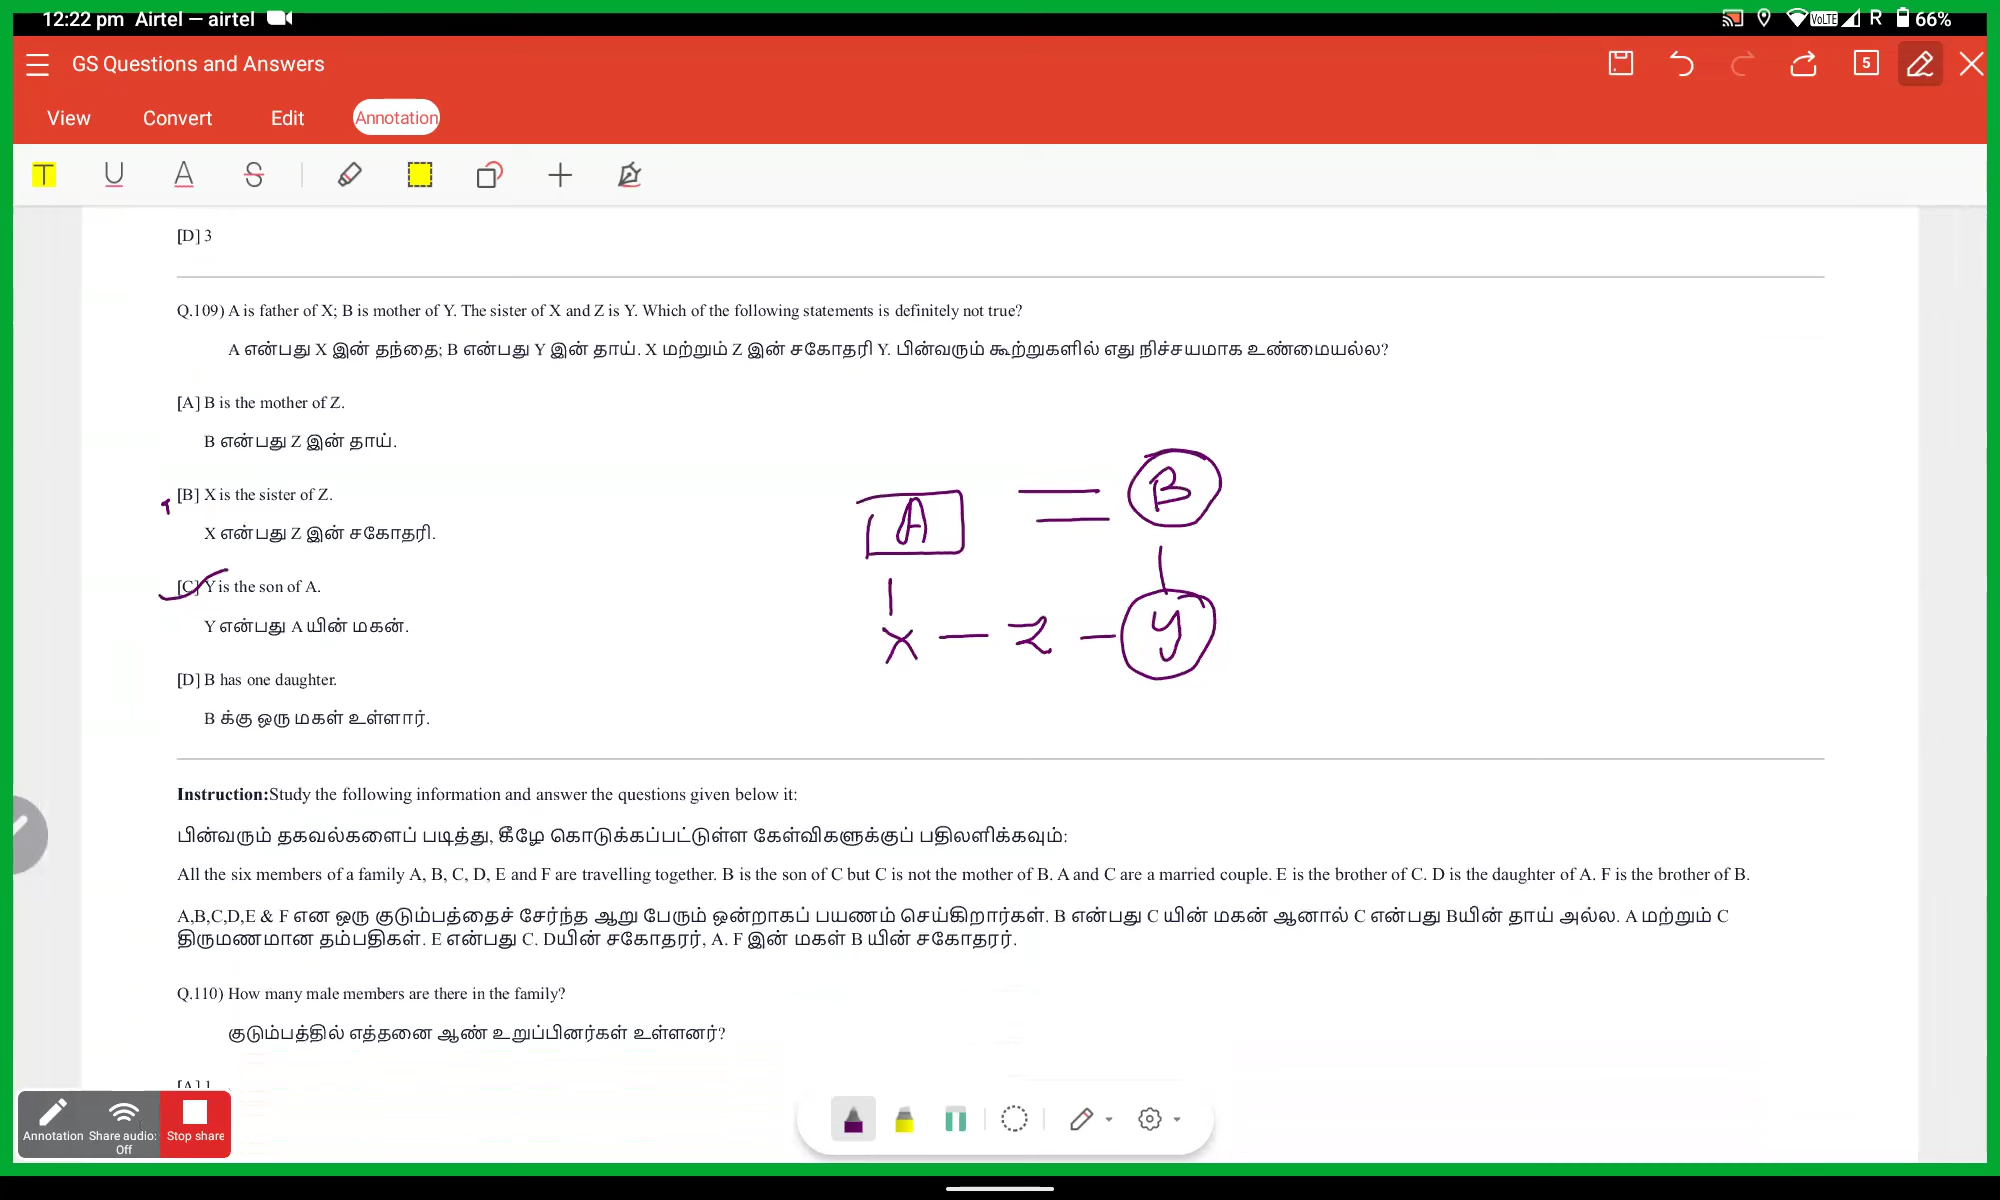 12:22 pm Airtel — airtel
VoLTE R 66%
GS Questions and Answers
5
View Convert Edit Annotation
T U A S
[D] 3
Q.109) A is father of X; B is mother of Y. The sister of X and Z is Y. Which of the following statements is definitely not true?
A என்பது X இன் தந்தை; B என்பது Y இன் தாய். X மற்றும் Z இன் சகோதரி Y. பின்வரும் கூற்றுகளில் எது நிச்சயமாக உண்மையல்ல?
[A] B is the mother of Z.
B என்பது Z இன் தாய்.
[B] X is the sister of Z.
X என்பது Z இன் சகோதரி.
[C] Y is the son of A.
Y என்பது A யின் மகன்.
[D] B has one daughter.
B க்கு ஒரு மகள் உள்ளார்.
A = B
X – Z – Y
Instruction:Study the following information and answer the questions given below it:
பின்வரும் தகவல்களைப் படித்து, கீழே கொடுக்கப்பட்டுள்ள கேள்விகளுக்குப் பதிலளிக்கவும்:
All the six members of a family A, B, C, D, E and F are travelling together. B is the son of C but C is not the mother of B. A and C are a married couple. E is the brother of C. D is the daughter of A. F is the brother of B.
A,B,C,D,E & F என ஒரு குடும்பத்தைச் சேர்ந்த ஆறு பேரும் ஒன்றாகப் பயணம் செய்கிறார்கள். B என்பது C யின் மகன் ஆனால் C என்பது Bயின் தாய் அல்ல. A மற்றும் C
திருமணமான தம்பதிகள். E என்பது C. Dயின் சகோதரர், A. F இன் மகள் B யின் சகோதரர்.
Q.110) How many male members are there in the family?
குடும்பத்தில் எத்தனை ஆண் உறுப்பினர்கள் உள்ளனர்?
[A] 1
Annotation Share audio: Off Stop share